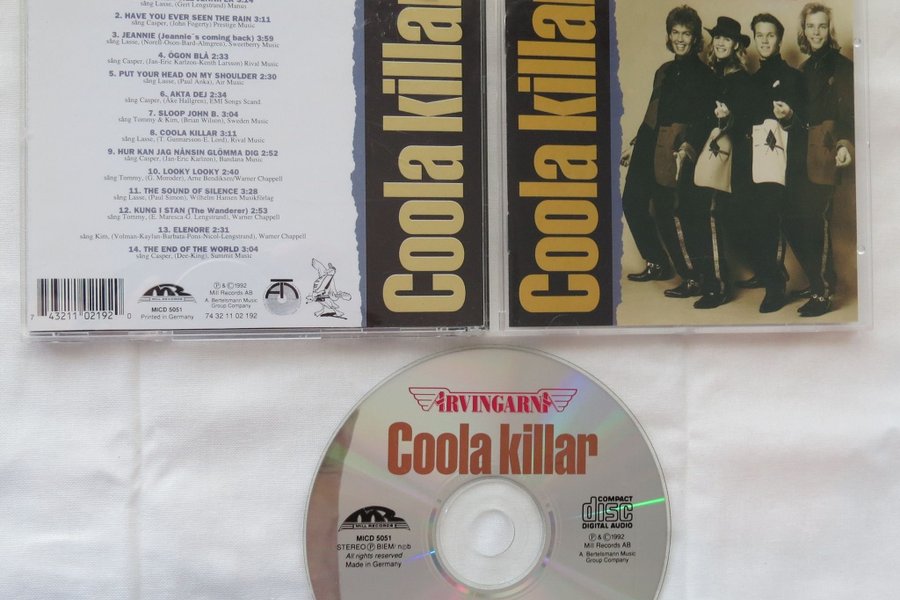 sång Lasse, (Gert Lengstrand) Manus
2. HAVE YOU EVER SEEN THE RAIN 3:11
sång Casper, (John Fogerty) Prestige Music
3. JEANNIE (Jeannie´s coming back) 3:59
sång Lasse, (Norell-Oson-Bard-Almgren), Sweetberry Music
4. ÖGON BLÅ 2:33
sång Casper, (Jan-Eric Karlzon-Keith Larsson) Rival Music
5. PUT YOUR HEAD ON MY SHOULDER 2:30
sång Lasse, (Paul Anka), Air Music
6. AKTA DEJ 2:34
sång Casper, (Åke Hallgren), EMI Songs Scand.
7. SLOOP JOHN B. 3:04
sång Tommy & Kim, (Brian Wilson), Sweden Music
8. COOLA KILLAR 3:11
sång Lasse, (T. Gunnarsson-E. Lord), Rival Music
9. HUR KAN JAG NÅNSIN GLÖMMA DIG 2:52
sång Casper, (Jan-Eric Karlzon), Bandana Music
10. LOOKY LOOKY 2:40
sång Tommy, (G. Moroder), Arne Bendiksen/Warner Chappell
11. THE SOUND OF SILENCE 3:28
sång Lasse, (Paul Simon), Wilhelm Hansen Musikförlag
12. KUNG I STAN (The Wanderer) 2:53
sång Tommy, (E. Maresca-G. Lengstrand), Warner Chappell
13. ELENORE 2:31
sång Kim, (Volman-Kaylan-Barbata-Pons-Nicol-Lengstrand), Warner Chappell
14. THE END OF THE WORLD 3:04
sång Casper, (Dee-King), Summit Music
7 43211 02192 0
MR
MILL RECORDS
MICD 5051
Printed in Germany
℗ & © 1992
Mill Records AB
A. Bertelsmann Music
Group Company
74 32 11 02 192
Coola killar
Coola killar
ARVINGARNA
Coola killar
MR
MILL RECORDS
MICD 5051
STEREO ℗ BIEM/ n©b
All rights reserved
Made in Germany
COMPACT
disc
DIGITAL AUDIO
℗ & © 1992
Mill Records AB
A. Bertelsmann Music
Group Company